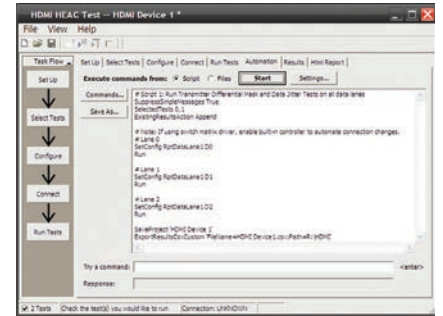 HDMI HEAC Test -- HDMI Device 1 *
File View Help
Task Flow
Set Up | Select Tests | Configure | Connect | Run Tests | Automation | Results | Html Report
Set Up
Select Tests
Configure
Connect
Run Tests
Execute commands from: Script Files Start Settings...
Commands...
Save As...
# Script 1: Run Transmitter Differential Mask and Data Jitter Tests on all data lanes
SuppressSimpleMessages True
SelectedTests 0,1
ExistingResultsAction Append
# Note: If using switch matrix driver, enable built-in controller to automate connection changes.
# Lane 0
SetConfig RptDataLane1 D0
Run
# Lane 1
SetConfig RptDataLane1 D1
Run
# Lane 2
SetConfig RptDataLane1 D2
Run
SaveProject 'HDMI Device 1'
Try a command: <enter>
Response:
2 Tests Check the test(s) you would like to run Connection: UNKNOWN